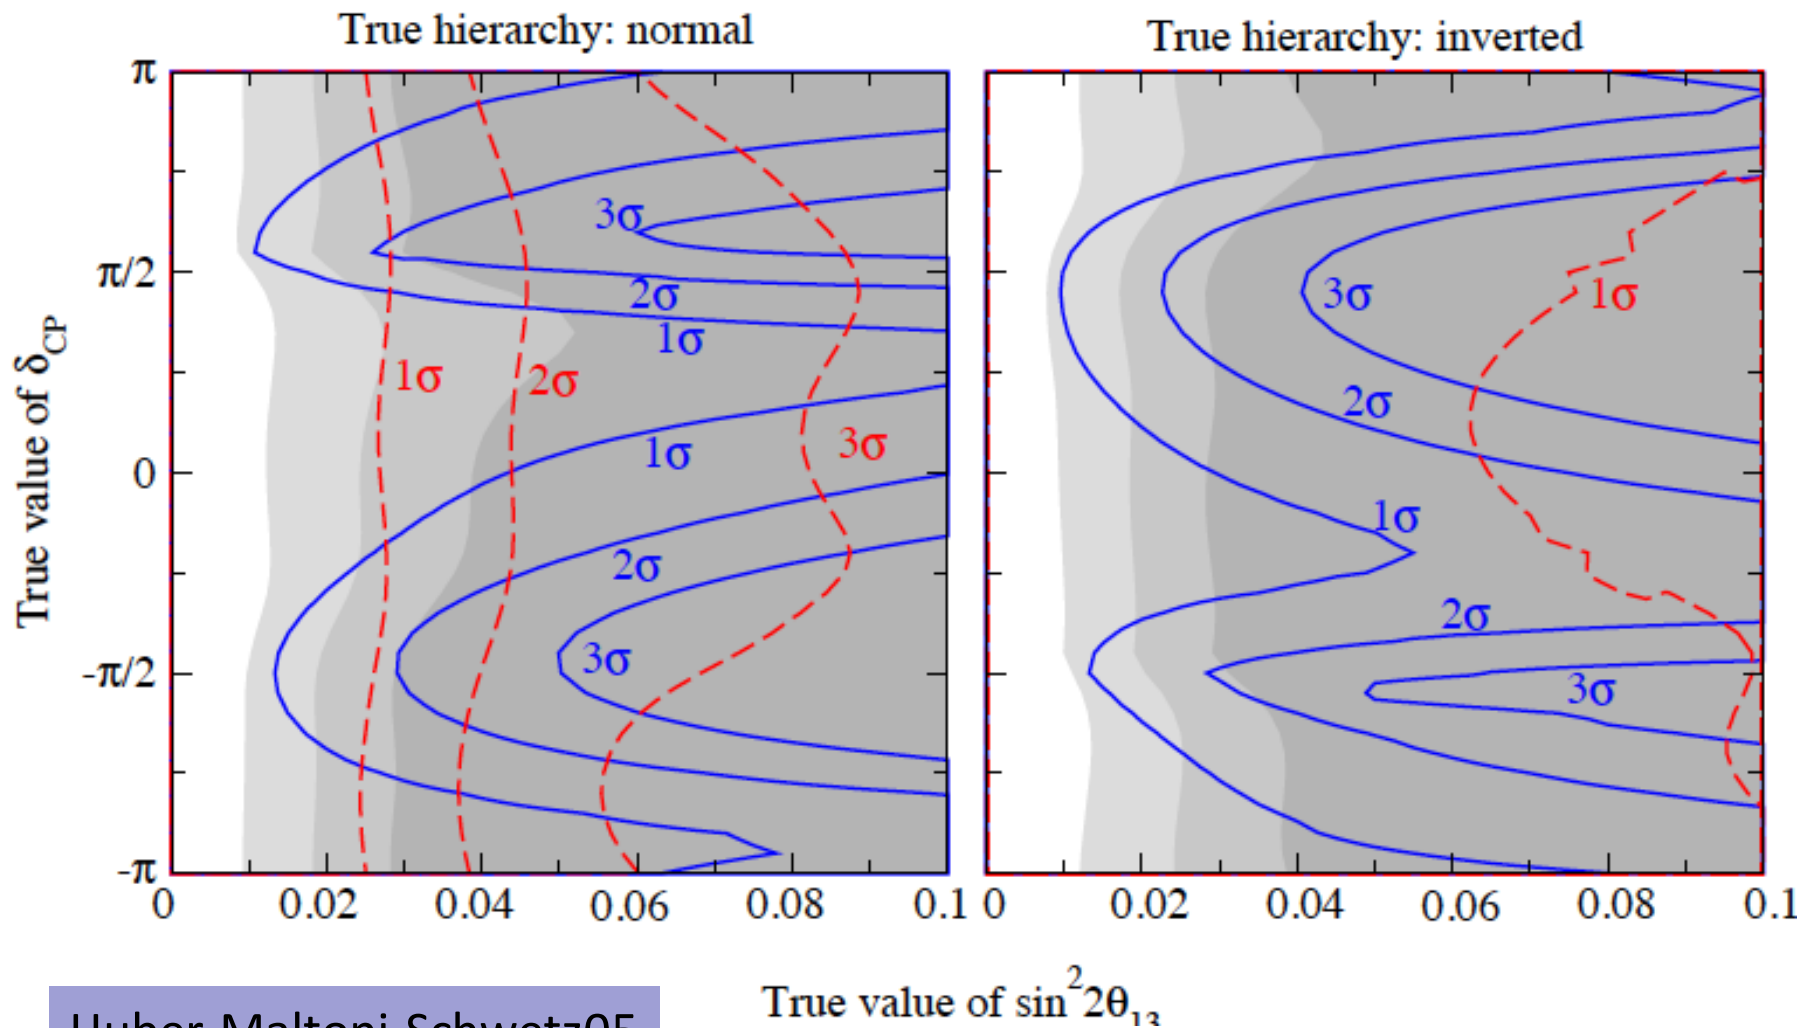 True hierarchy: normal
True hierarchy: inverted
π
π/2
0
-π/2
-π
True value of δCP
3σ
2σ
1σ
1σ
2σ
1σ
3σ
2σ
3σ
3σ
1σ
2σ
1σ
2σ
3σ
0 0.02 0.04 0.06 0.08 0.1
0 0.02 0.04 0.06 0.08 0.1
True value of sin²2θ13